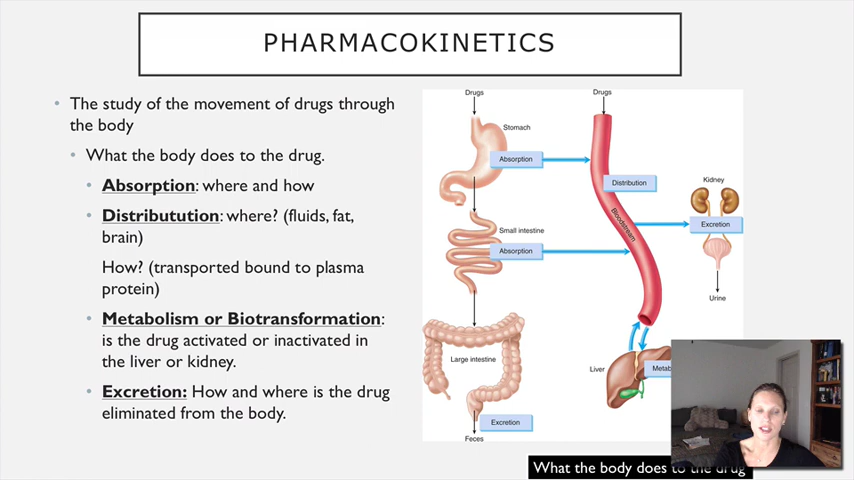 PHARMACOKINETICS
The study of the movement of drugs through
the body
What the body does to the drug.
Absorption: where and how
Distributution: where? (fluids, fat,
brain)
How? (transported bound to plasma
protein)
Metabolism or Biotransformation:
is the drug activated or inactivated in
the liver or kidney.
Excretion: How and where is the drug
eliminated from the body.
Drugs
Drugs
Stomach
Absorption
Distribution
Kidney
Bloodstream
Excretion
Small intestine
Absorption
Urine
Large intestine
Liver
Metab
Excretion
Feces
What the body does to the drug